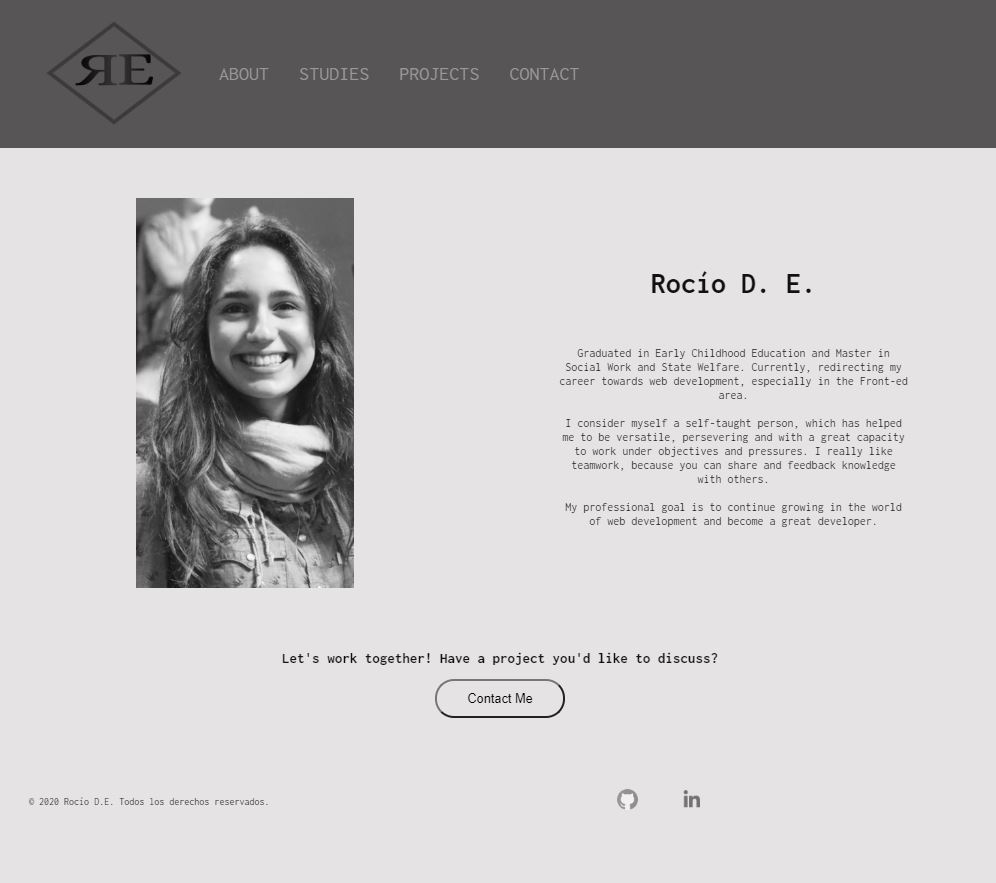 ЯE
ABOUT STUDIES PROJECTS CONTACT
Rocío D. E.
Graduated in Early Childhood Education and Master in
Social Work and State Welfare. Currently, redirecting my
career towards web development, especially in the Front-ed
area.
I consider myself a self-taught person, which has helped
me to be versatile, persevering and with a great capacity
to work under objectives and pressures. I really like
teamwork, because you can share and feedback knowledge
with others.
My professional goal is to continue growing in the world
of web development and become a great developer.
Let's work together! Have a project you'd like to discuss?
Contact Me
© 2020 Rocío D.E. Todos los derechos reservados.
in